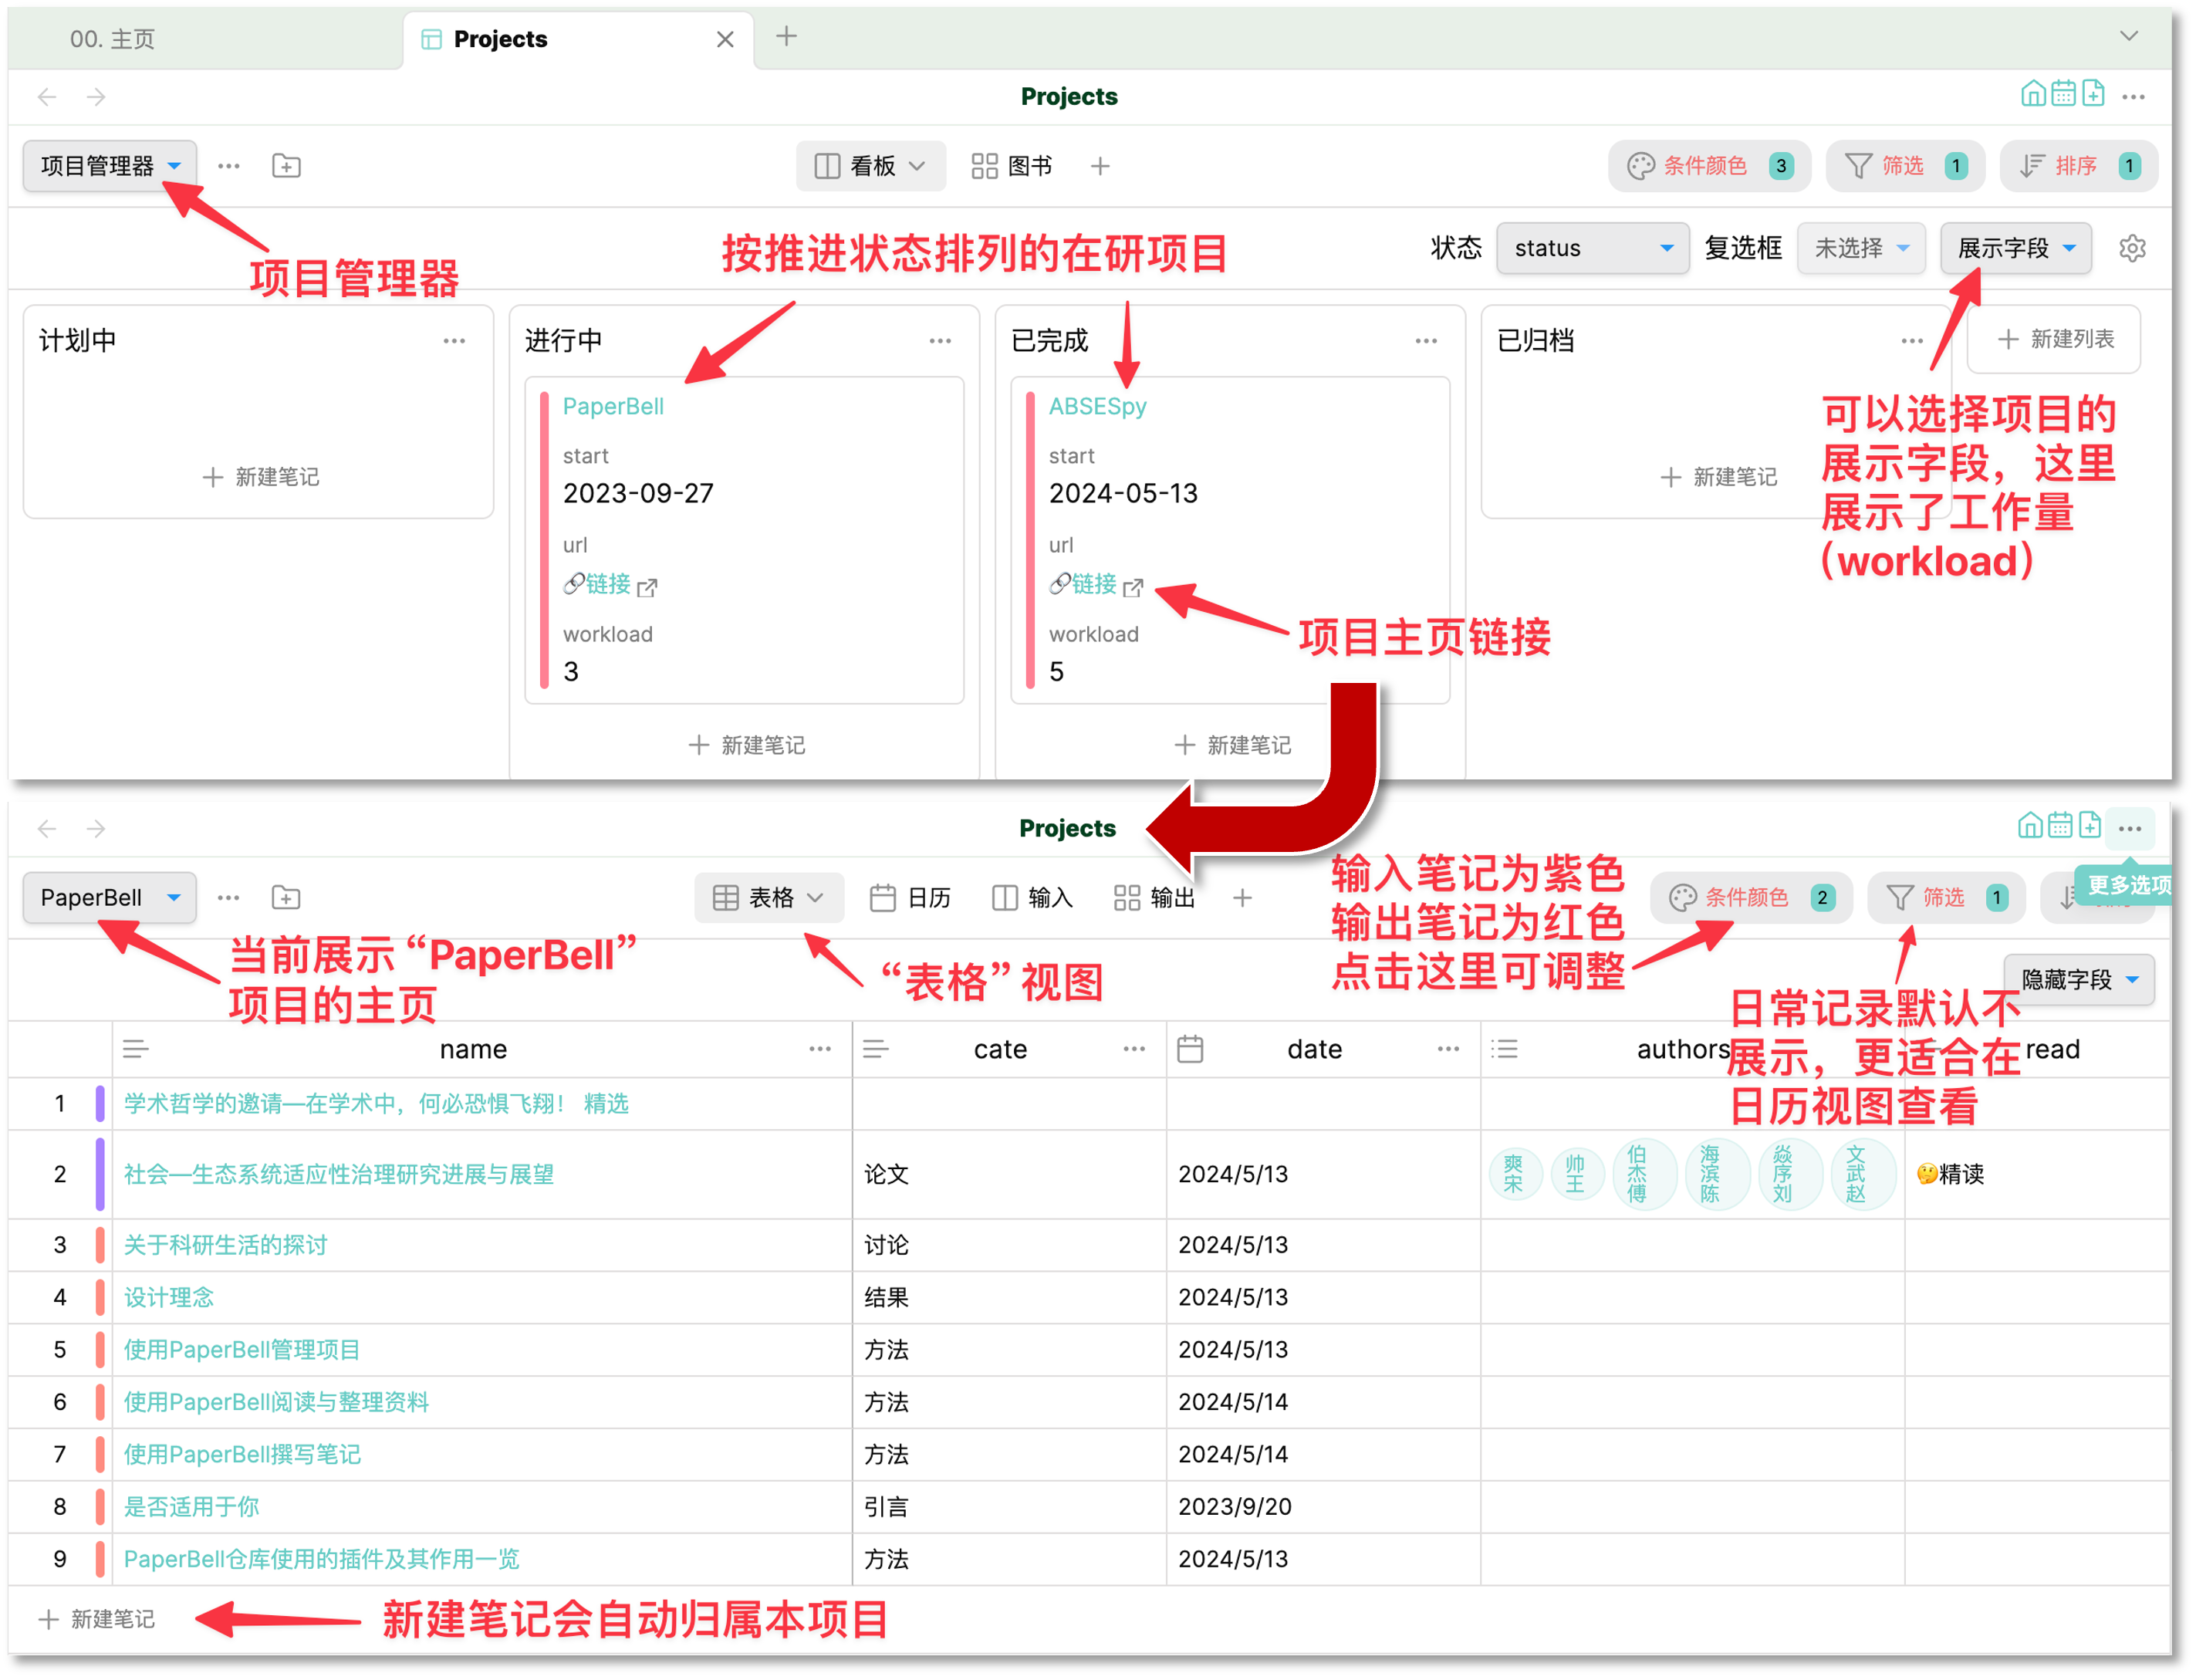 00. 主页
Projects
Projects
项目管理器
看板
图书
条件颜色 3
筛选 1
排序 1
项目管理器
按推进状态排列的在研项目
状态
status
复选框
未选择
展示字段
计划中
新建笔记
进行中
PaperBell
start
2023-09-27
url
链接
workload
3
新建笔记
已完成
ABSESpy
start
2024-05-13
url
链接
workload
5
新建笔记
已归档
新建笔记
新建列表
可以选择项目的
展示字段，这里
展示了工作量
（workload）
项目主页链接
Projects
更多选项
PaperBell
表格
日历
输入
输出
条件颜色 2
筛选 1
输入笔记为紫色
输出笔记为红色
点击这里可调整
当前展示“PaperBell”
项目的主页
“表格”视图
隐藏字段
日常记录默认不
展示，更适合在
日历视图查看
name cate date authors read
1 学术哲学的邀请—在学术中，何必恐惧飞翔！ 精选
2 社会—生态系统适应性治理研究进展与展望 论文 2024/5/13 爽宋 帅王 伯杰傅 海滨陈 焱序刘 文武赵 🤔精读
3 关于科研生活的探讨 讨论 2024/5/13
4 设计理念 结果 2024/5/13
5 使用PaperBell管理项目 方法 2024/5/13
6 使用PaperBell阅读与整理资料 方法 2024/5/14
7 使用PaperBell撰写笔记 方法 2024/5/14
8 是否适用于你 引言 2023/9/20
9 PaperBell仓库使用的插件及其作用一览 方法 2024/5/13
新建笔记
新建笔记会自动归属本项目